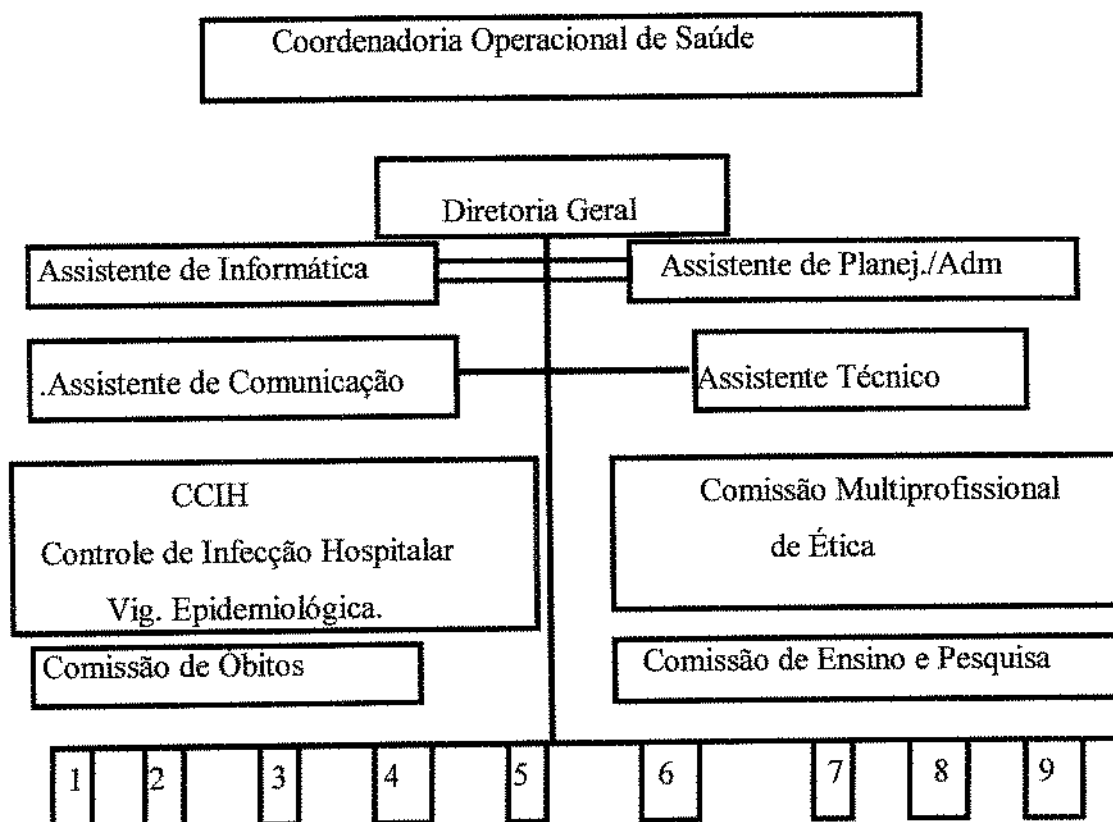 Coordenadoria Operacional de Saúde
Diretoria Geral
Assistente de Informática
Assistente de Planej./Adm
.Assistente de Comunicação
Assistente Técnico
CCIH
Controle de Infecção Hospitalar
Vig. Epidemiológica.
Comissão Multiprofissional
de Ética
Comissão de Óbitos
Comissão de Ensino e Pesquisa
1 2 3 4 5 6 7 8 9